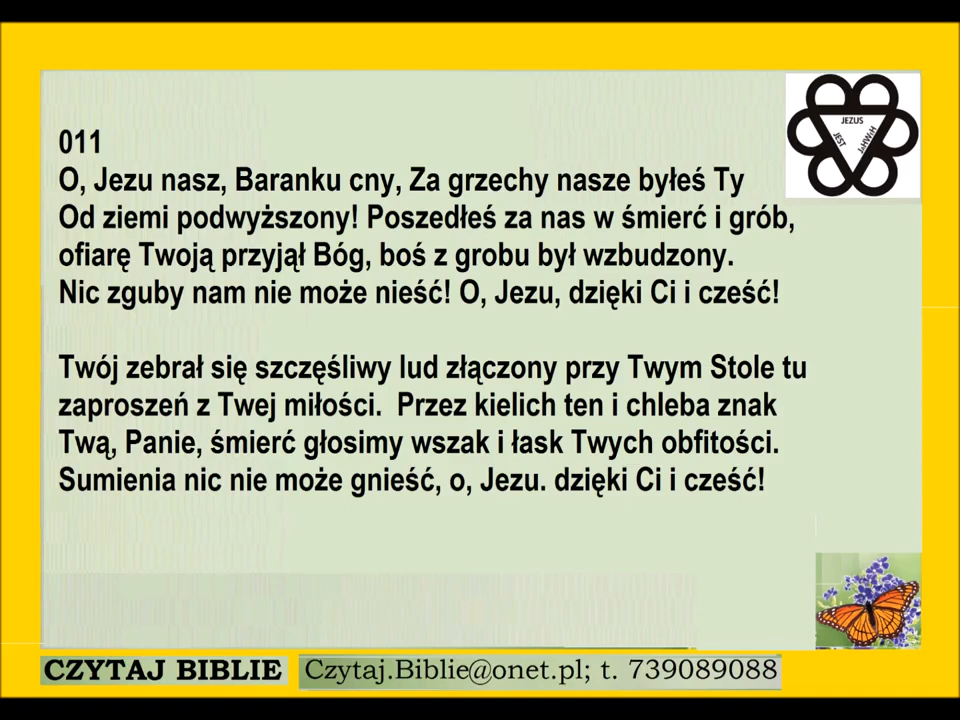 011
O, Jezu nasz, Baranku cny, Za grzechy nasze byłeś Ty
Od ziemi podwyższony! Poszedłeś za nas w śmierć i grób,
ofiarę Twoją przyjął Bóg, boś z grobu był wzbudzony.
Nic zguby nam nie może nieść! O, Jezu, dzięki Ci i cześć!
Twój zebrał się szczęśliwy lud złączony przy Twym Stole tu
zaproszeń z Twej miłości.  Przez kielich ten i chleba znak
Twą, Panie, śmierć głosimy wszak i łask Twych obfitości.
Sumienia nic nie może gnieść, o, Jezu. dzięki Ci i cześć!
JEZUS
JEST
JaHWeH
CZYTAJ BIBLIE
Czytaj.Biblie@onet.pl; t. 739089088